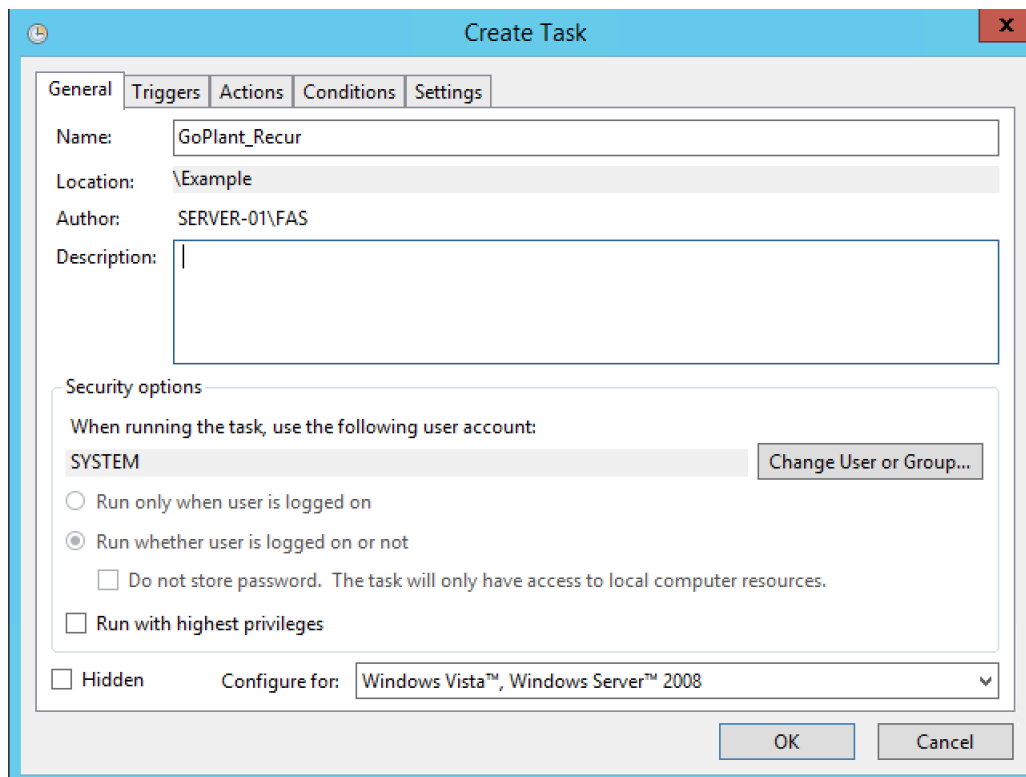 Create Task
x
General Triggers Actions Conditions Settings
Name: GoPlant_Recur
Location: \Example
Author: SERVER-01\FAS
Description:
Security options
When running the task, use the following user account:
SYSTEM Change User or Group...
Run only when user is logged on
Run whether user is logged on or not
Do not store password. The task will only have access to local computer resources.
Run with highest privileges
Hidden Configure for: Windows Vista™, Windows Server™ 2008
OK Cancel